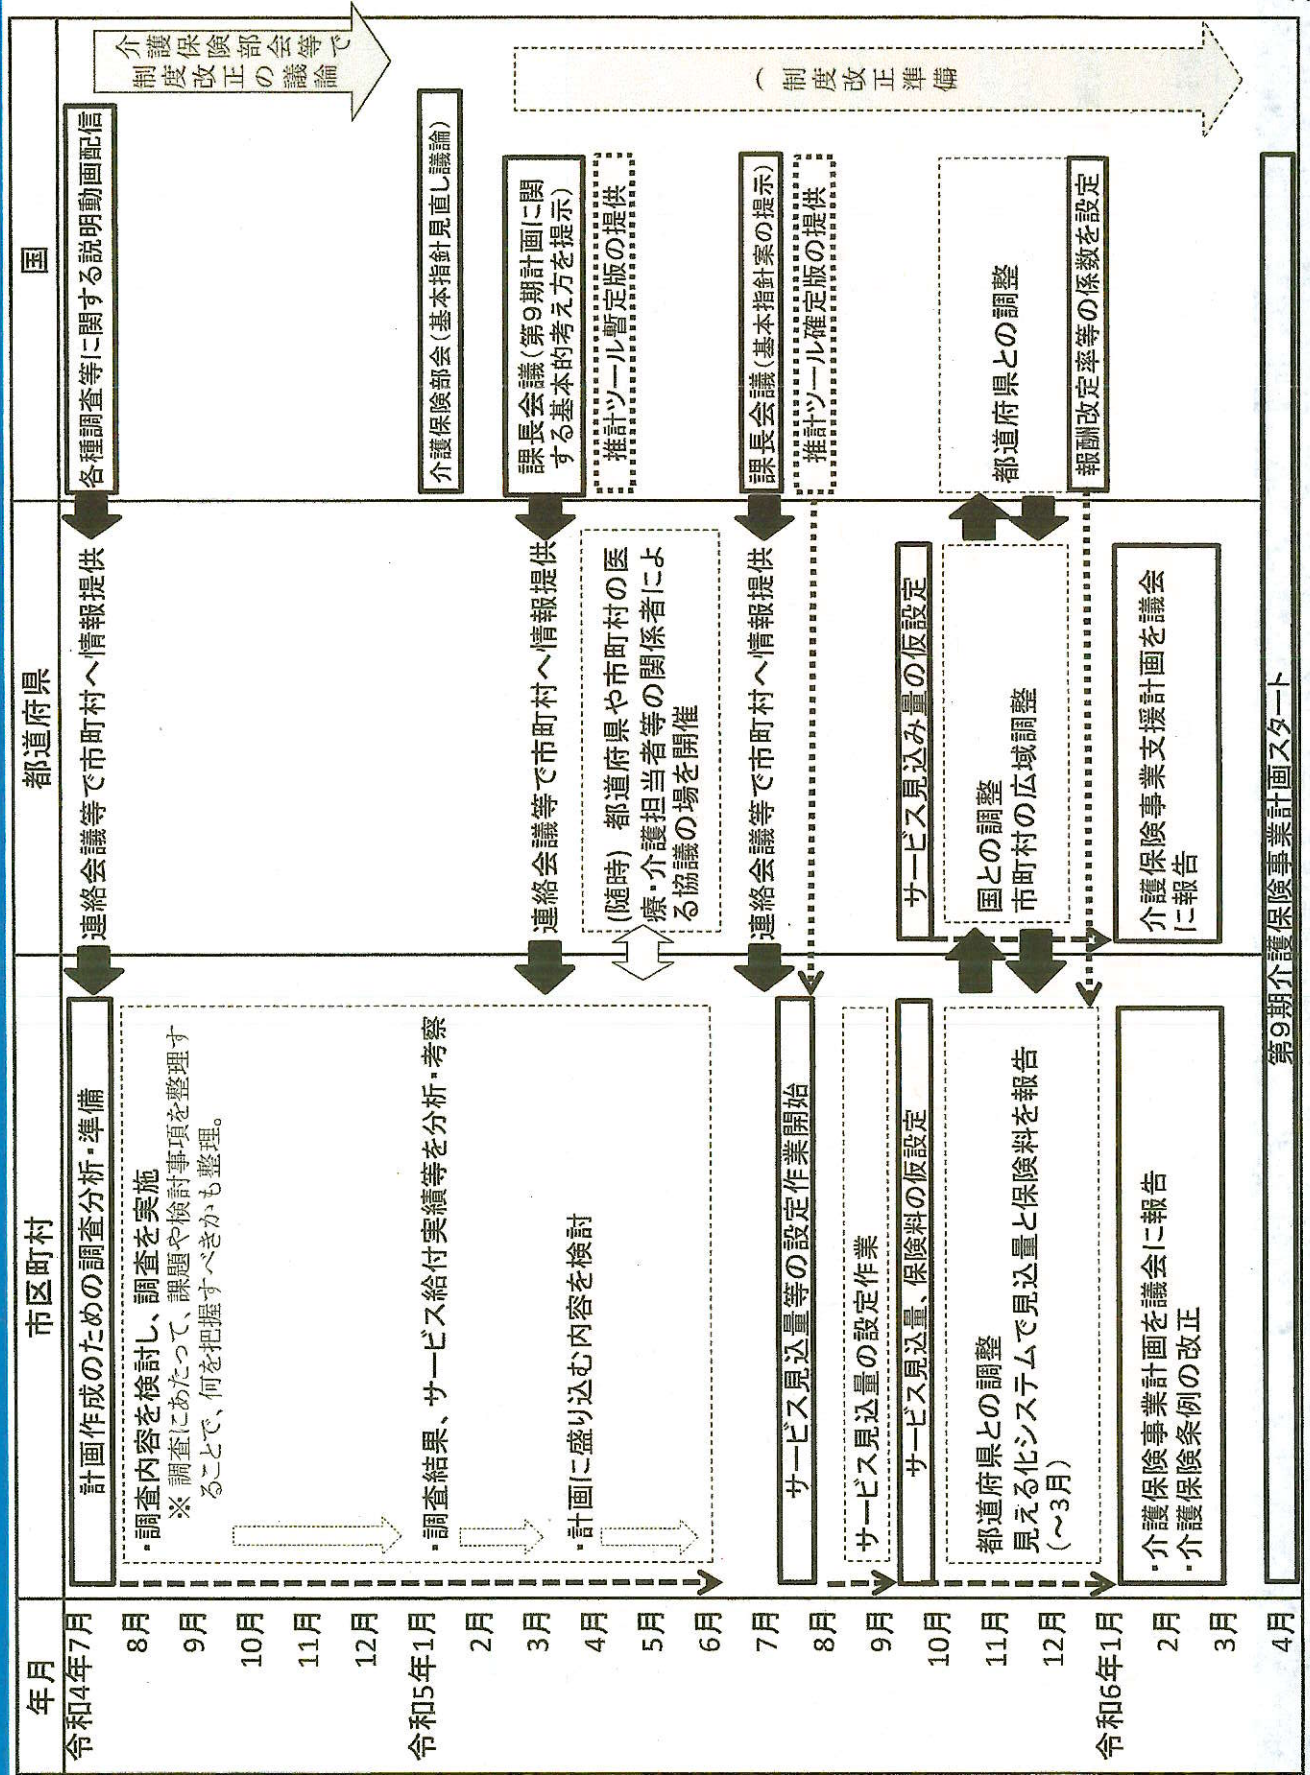 年月
市区町村
都道府県
国
令和4年7月
8月
9月
10月
11月
12月
令和5年1月
2月
3月
4月
5月
6月
7月
8月
9月
10月
11月
12月
令和6年1月
2月
3月
4月
計画作成のための調査分析・準備
・調査内容を検討し、調査を実施
※ 調査にあたって、課題や検討事項を整理す
ることで、何を把握すべきかも整理。
・調査結果、サービス給付実績等を分析・考察
・計画に盛り込む内容を検討
サービス見込量等の設定作業開始
サービス見込量の設定作業
サービス見込量、保険料の仮設定
都道府県との調整
見える化システムで見込量と保険料を報告
(～3月)
・介護保険事業計画を議会に報告
・介護保険条例の改正
連絡会議等で市町村へ情報提供
連絡会議等で市町村へ情報提供
(随時) 都道府県や市町村の医
療・介護担当者等の関係者によ
る協議の場を開催
連絡会議等で市町村へ情報提供
サービス見込み量の仮設定
国との調整
市町村の広域調整
介護保険事業支援計画を議会
に報告
各種調査等に関する説明動画配信
介護保険部会(基本指針見直し議論)
課長会議(第9期計画に関
する基本的考え方を提示)
推計ツール暫定版の提供
課長会議(基本指針案の提示)
推計ツール確定版の提供
都道府県との調整
報酬改定率等の係数を設定
介護保険部会等で
制度改正の議論
(制度改正準備
第9期介護保険事業計画スタート